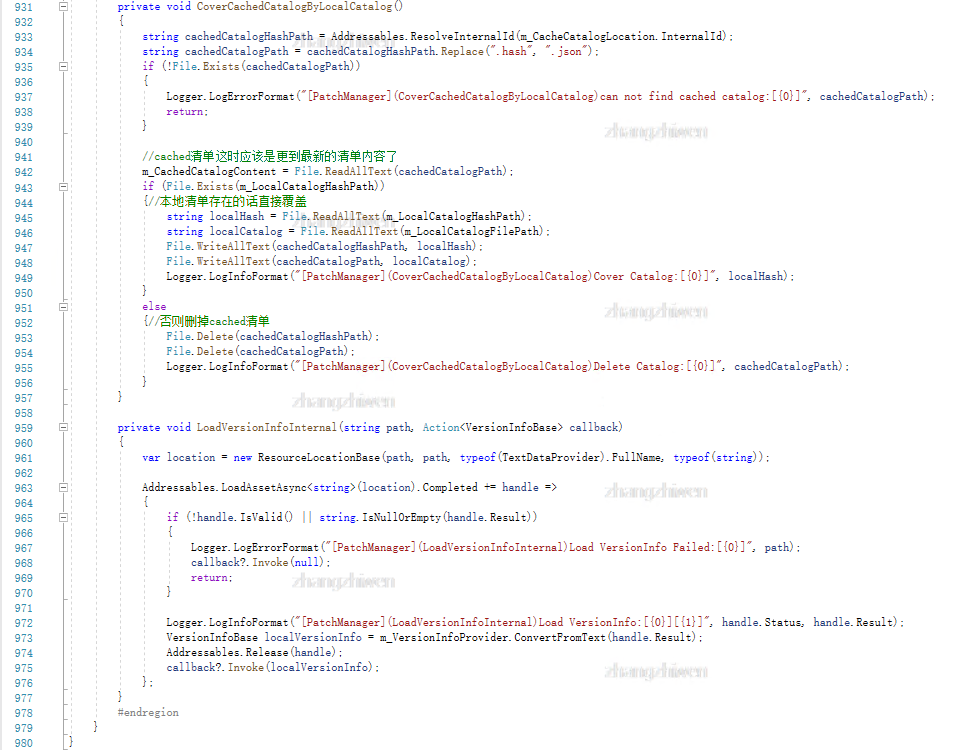 931 private void CoverCachedCatalogByLocalCatalog()
932 {
933 string cachedCatalogHashPath = Addressables.ResolveInternalId(m_CacheCatalogLocation.InternalId);
934 string cachedCatalogPath = cachedCatalogHashPath.Replace(".hash", ".json");
935 if (!File.Exists(cachedCatalogPath))
936 {
937 Logger.LogErrorFormat("[PatchManager](CoverCachedCatalogByLocalCatalog)can not find cached catalog:[{0}]", cachedCatalogPath);
938 return;
939 }
940
941 //cached清单这时应该是更到最新的清单内容了
942 m_CachedCatalogContent = File.ReadAllText(cachedCatalogPath);
943 if (File.Exists(m_LocalCatalogHashPath))
944 {//本地清单存在的话直接覆盖
945 string localHash = File.ReadAllText(m_LocalCatalogHashPath);
946 string localCatalog = File.ReadAllText(m_LocalCatalogFilePath);
947 File.WriteAllText(cachedCatalogHashPath, localHash);
948 File.WriteAllText(cachedCatalogPath, localCatalog);
949 Logger.LogInfoFormat("[PatchManager](CoverCachedCatalogByLocalCatalog)Cover Catalog:[{0}]", localHash);
950 }
951 else
952 {//否则删掉cached清单
953 File.Delete(cachedCatalogHashPath);
954 File.Delete(cachedCatalogPath);
955 Logger.LogInfoFormat("[PatchManager](CoverCachedCatalogByLocalCatalog)Delete Catalog:[{0}]", cachedCatalogPath);
956 }
957 }
958
959 private void LoadVersionInfoInternal(string path, Action<VersionInfoBase> callback)
960 {
961 var location = new ResourceLocationBase(path, path, typeof(TextDataProvider).FullName, typeof(string));
962
963 Addressables.LoadAssetAsync<string>(location).Completed += handle =>
964 {
965 if (!handle.IsValid() || string.IsNullOrEmpty(handle.Result))
966 {
967 Logger.LogErrorFormat("[PatchManager](LoadVersionInfoInternal)Load VersionInfo Failed:[{0}]", path);
968 callback?.Invoke(null);
969 return;
970 }
971
972 Logger.LogInfoFormat("[PatchManager](LoadVersionInfoInternal)Load VersionInfo:[{0}][{1}]", handle.Status, handle.Result);
973 VersionInfoBase localVersionInfo = m_VersionInfoProvider.ConvertFromText(handle.Result);
974 Addressables.Release(handle);
975 callback?.Invoke(localVersionInfo);
976 };
977 }
978 #endregion
979 }
980 }